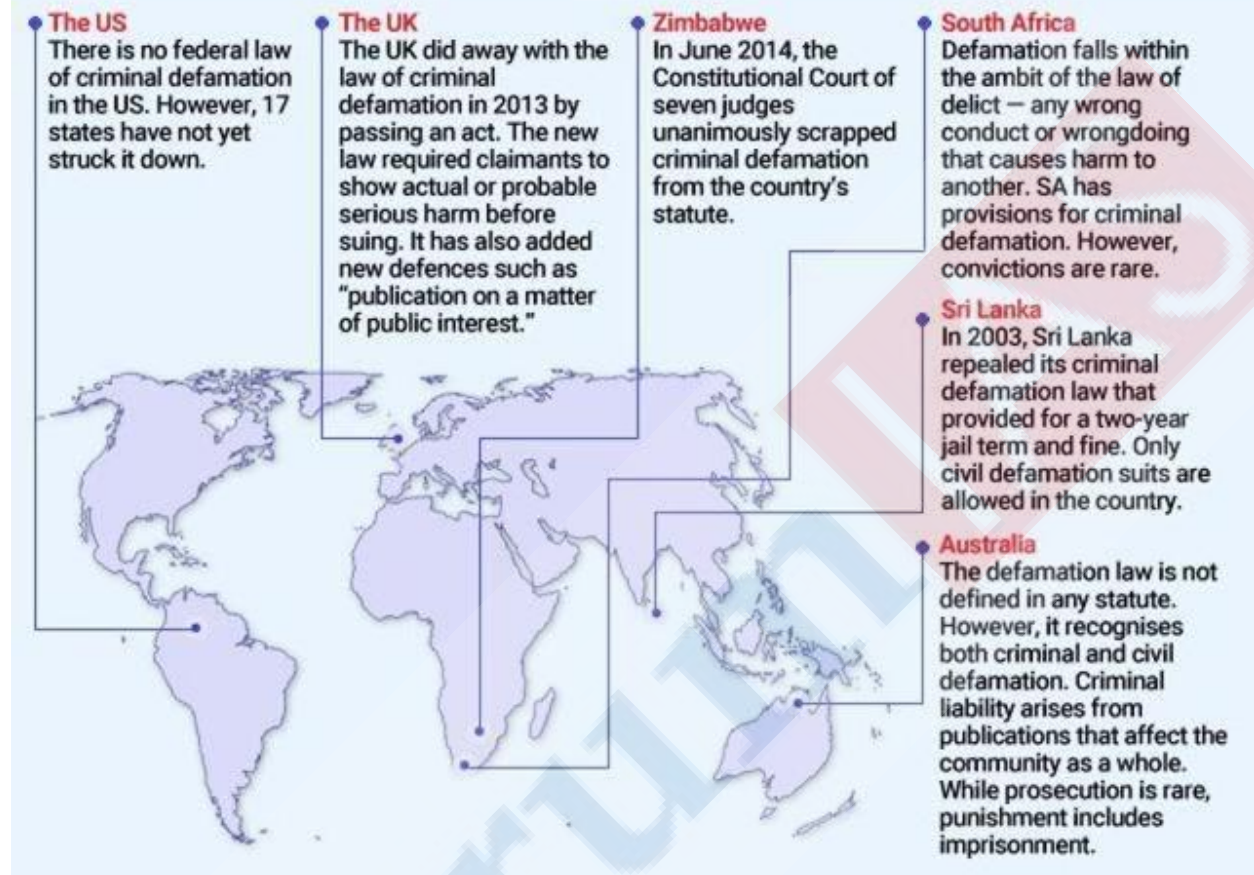 The US
There is no federal law
of criminal defamation
in the US. However, 17
states have not yet
struck it down.
The UK
The UK did away with the
law of criminal
defamation in 2013 by
passing an act. The new
law required claimants to
show actual or probable
serious harm before
suing. It has also added
new defences such as
“publication on a matter
of public interest.”
Zimbabwe
In June 2014, the
Constitutional Court of
seven judges
unanimously scrapped
criminal defamation
from the country’s
statute.
South Africa
Defamation falls within
the ambit of the law of
delict — any wrong
conduct or wrongdoing
that causes harm to
another. SA has
provisions for criminal
defamation. However,
convictions are rare.
Sri Lanka
In 2003, Sri Lanka
repealed its criminal
defamation law that
provided for a two-year
jail term and fine. Only
civil defamation suits are
allowed in the country.
Australia
The defamation law is not
defined in any statute.
However, it recognises
both criminal and civil
defamation. Criminal
liability arises from
publications that affect the
community as a whole.
While prosecution is rare,
punishment includes
imprisonment.